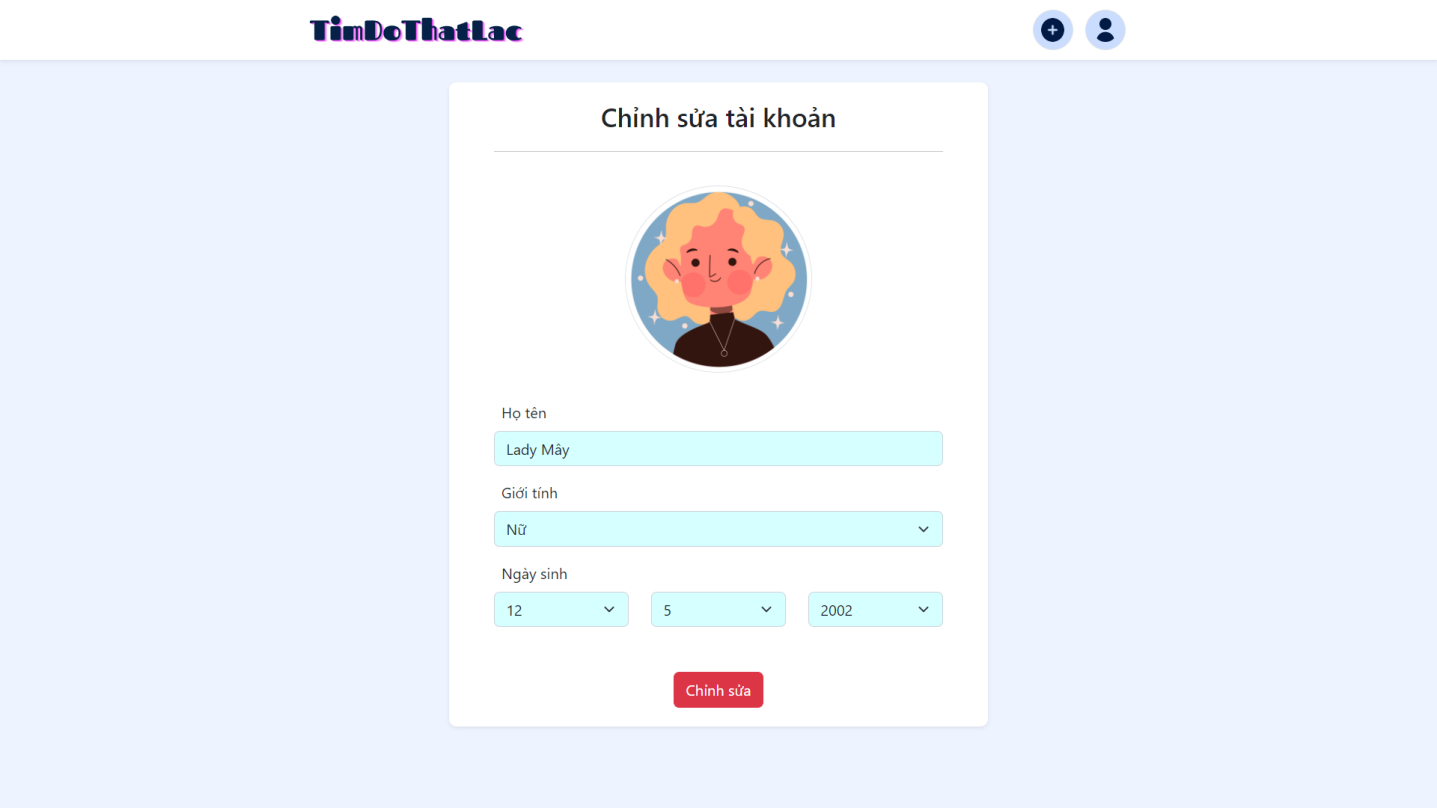 TimDoThatLac
Chỉnh sửa tài khoản
Họ tên
Lady Mây
Giới tính
Nữ
Ngày sinh
12 5 2002
Chỉnh sửa